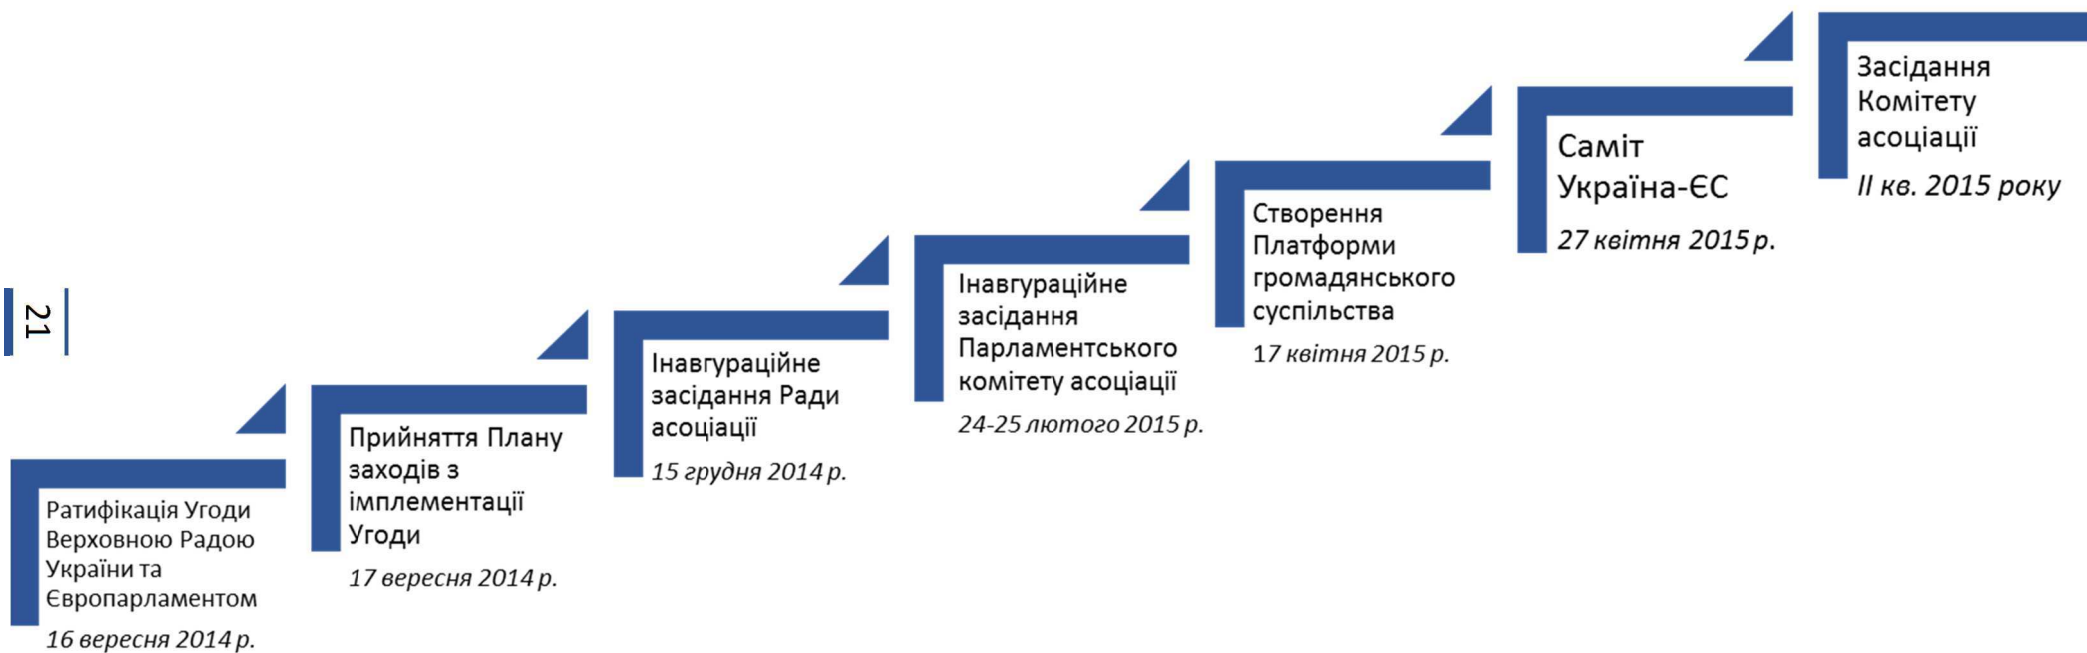 21
Ратифікація Угоди
Верховною Радою
України та
Європарламентом
16 вересня 2014 р.
Прийняття Плану
заходів з
імплементації
Угоди
17 вересня 2014 р.
Інавгураційне
засідання Ради
асоціації
15 грудня 2014 р.
Інавгураційне
засідання
Парламентського
комітету асоціації
24-25 лютого 2015 р.
Створення
Платформи
громадянського
суспільства
17 квітня 2015 р.
Саміт
Україна-ЄС
27 квітня 2015 р.
Засідання
Комітету
асоціації
II кв. 2015 року